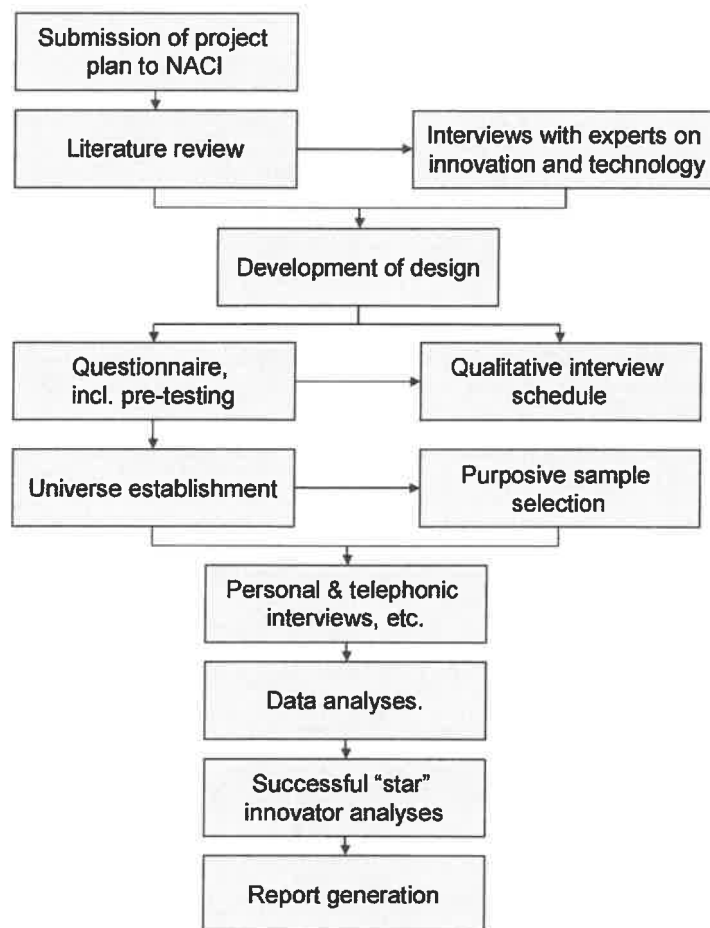 Submission of project
plan to NACI
Literature review
Interviews with experts on
innovation and technology
Development of design
Questionnaire,
incl. pre-testing
Qualitative interview
schedule
Universe establishment
Purposive sample
selection
Personal & telephonic
interviews, etc.
Data analyses.
Successful “star”
innovator analyses
Report generation